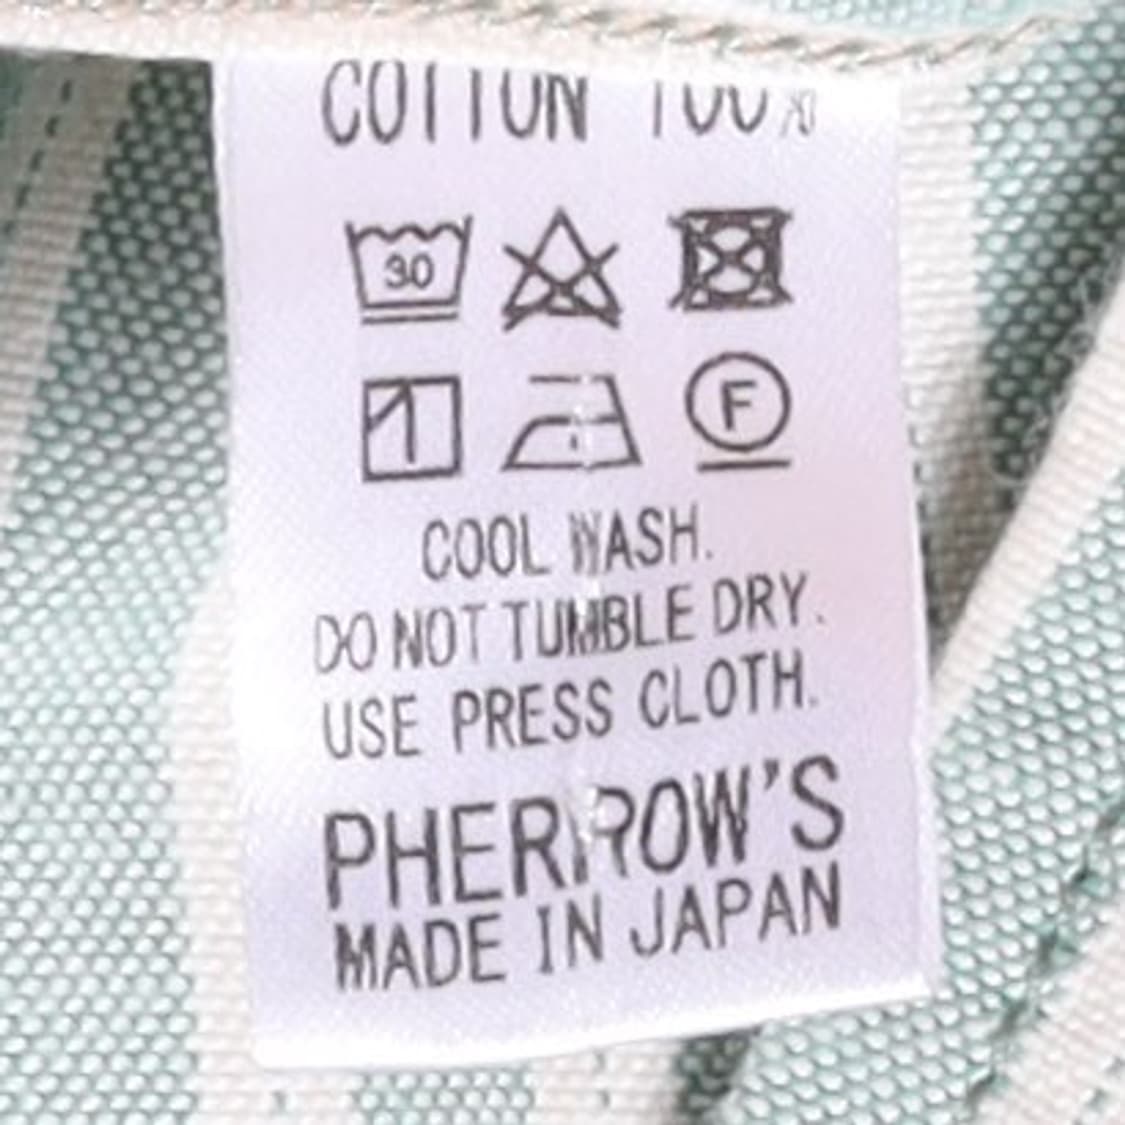 COTTON 100%
30
F
COOL WASH.
DO NOT TUMBLE DRY.
USE PRESS CLOTH.
PHERROW'S
MADE IN JAPAN